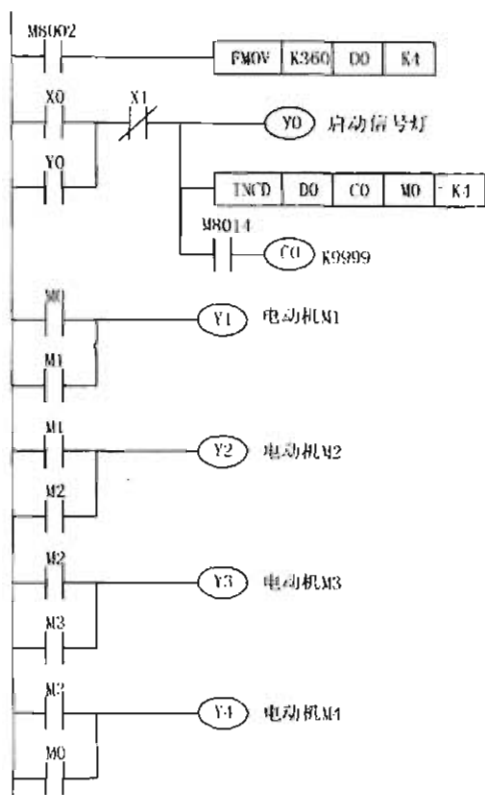 M8002
FMOV K360 D0 K4
X0 X1
Y0 启动信号灯
Y0
INCD D0 C0 M0 K4
M8014
C0 K9999
M0
Y1 电动机M1
M1
M1
Y2 电动机M2
M2
M2
Y3 电动机M3
M3
M3
Y4 电动机M4
M0